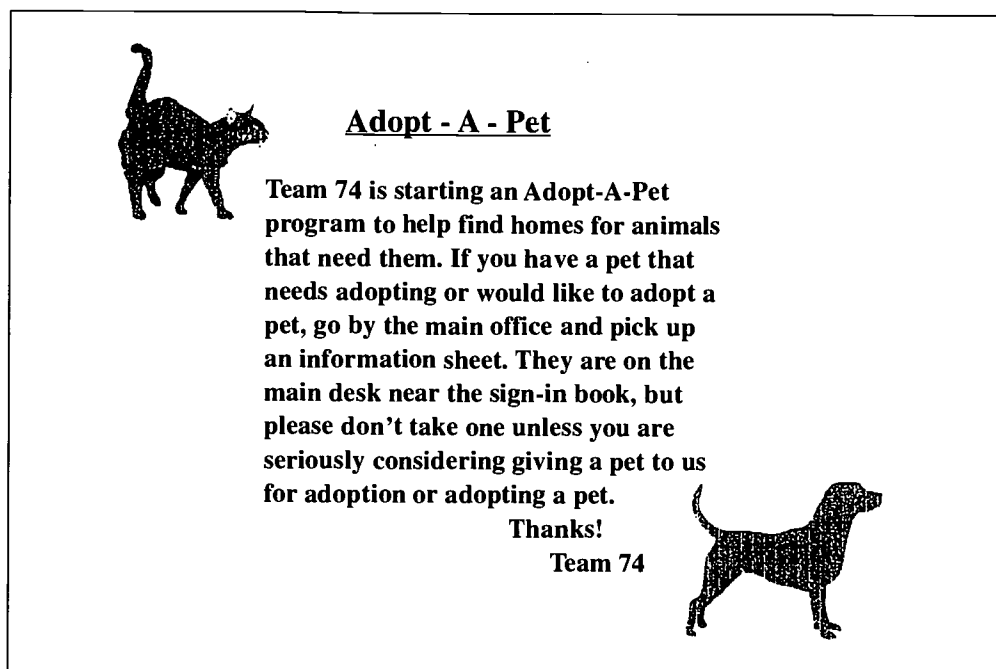 Adopt - A - Pet
Team 74 is starting an Adopt-A-Pet
program to help find homes for animals
that need them. If you have a pet that
needs adopting or would like to adopt a
pet, go by the main office and pick up
an information sheet. They are on the
main desk near the sign-in book, but
please don't take one unless you are
seriously considering giving a pet to us
for adoption or adopting a pet.
Thanks!
Team 74